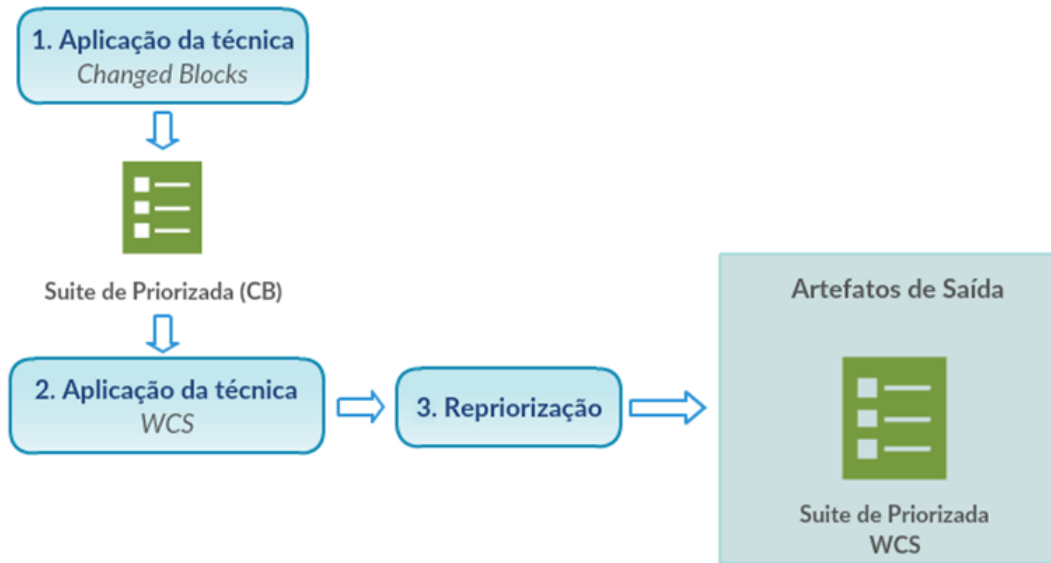 1. Aplicação da técnica
Changed Blocks
Suite de Priorizada (CB)
2. Aplicação da técnica
WCS
3. Repriorização
Artefatos de Saída
Suite de Priorizada
WCS